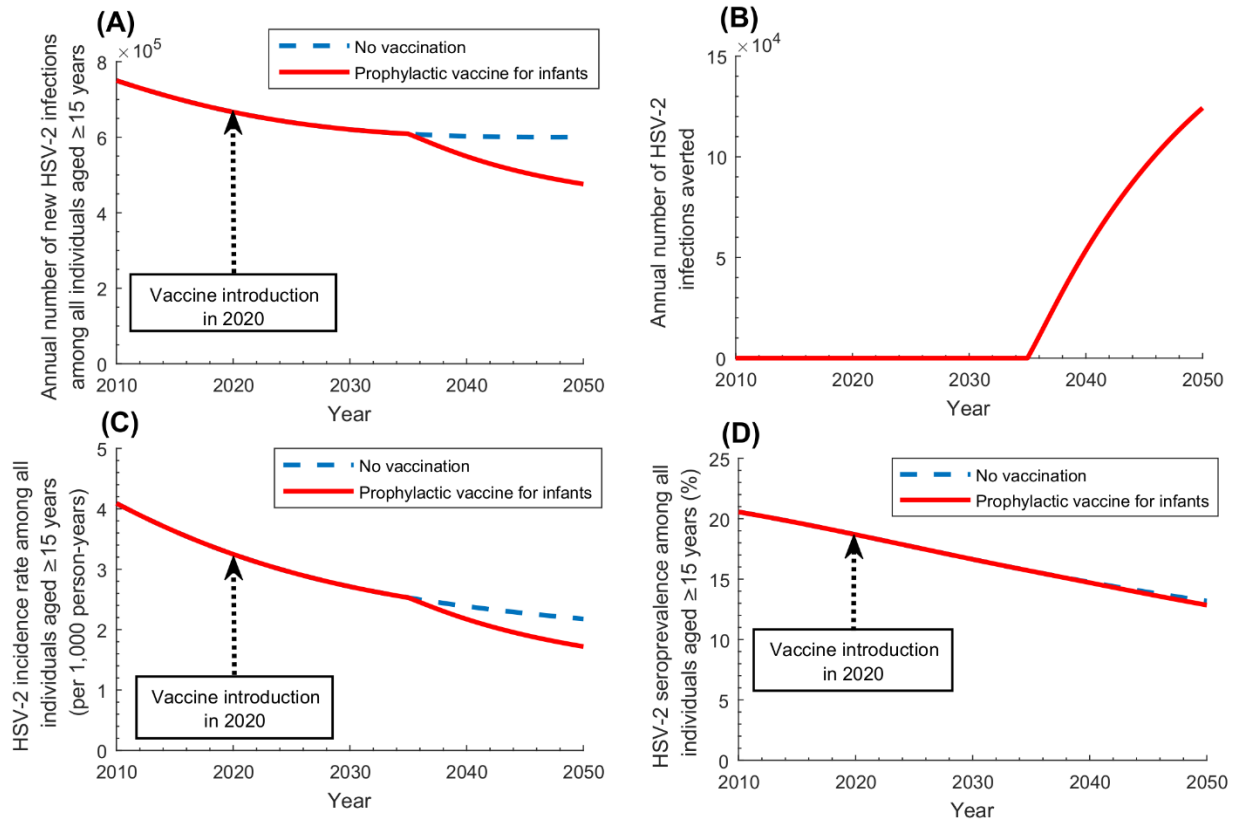 (A)
× 10⁵
8
6
4
2
0
Annual number of new HSV-2 infections
among all individuals aged ≥15 years
No vaccination
Prophylactic vaccine for infants
Vaccine introduction
in 2020
2010 2020 2030 2040 2050
Year
(B)
× 10⁴
15
10
5
0
Annual number of HSV-2
infections averted
2010 2020 2030 2040 2050
Year
(C)
5
4
3
2
1
0
HSV-2 incidence rate among all
individuals aged ≥15 years
(per 1,000 person-years)
No vaccination
Prophylactic vaccine for infants
Vaccine introduction
in 2020
2010 2020 2030 2040 2050
Year
(D)
25
20
15
10
5
0
HSV-2 seroprevalence among all
individuals aged ≥15 years (%)
No vaccination
Prophylactic vaccine for infants
Vaccine introduction
in 2020
2010 2020 2030 2040 2050
Year